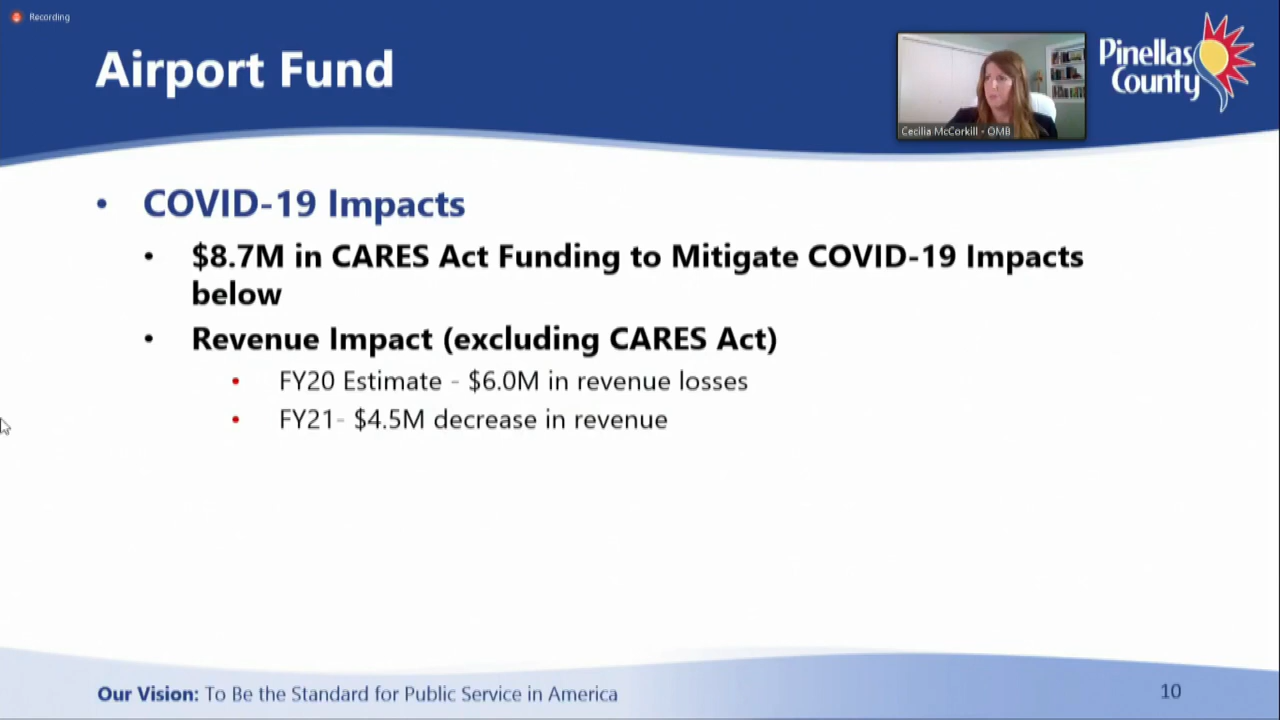 Recording
Airport Fund
Cecilia McCorkill - OMB
Pinellas
County
• COVID-19 Impacts
• $8.7M in CARES Act Funding to Mitigate COVID-19 Impacts
below
• Revenue Impact (excluding CARES Act)
• FY20 Estimate - $6.0M in revenue losses
• FY21- $4.5M decrease in revenue
Our Vision: To Be the Standard for Public Service in America
10